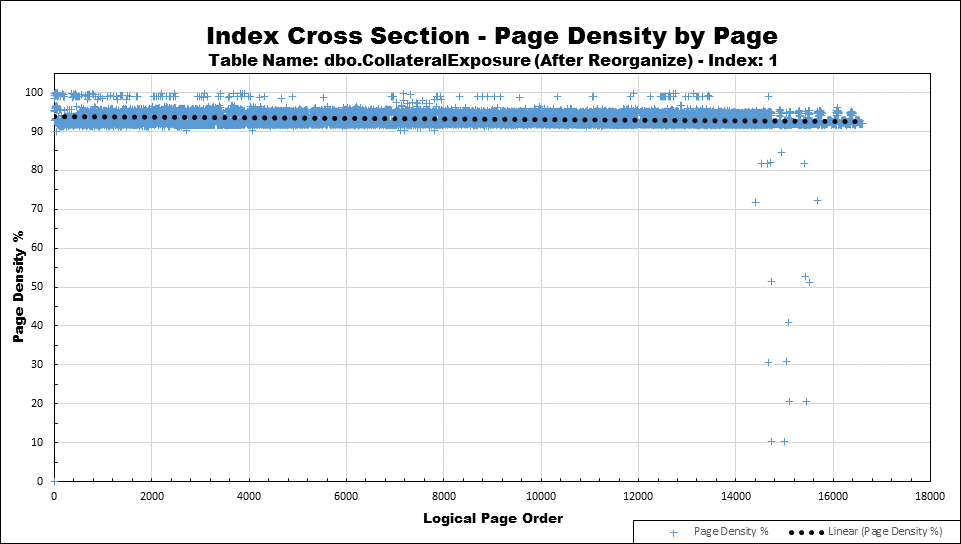 Index Cross Section - Page Density by Page
Table Name: dbo.CollateralExposure (After Reorganize) - Index: 1
100
90
80
70
60
50
40
30
20
10
0
Page Density %
0 2000 4000 6000 8000 10000 12000 14000 16000 18000
Logical Page Order
Page Density % Linear (Page Density %)